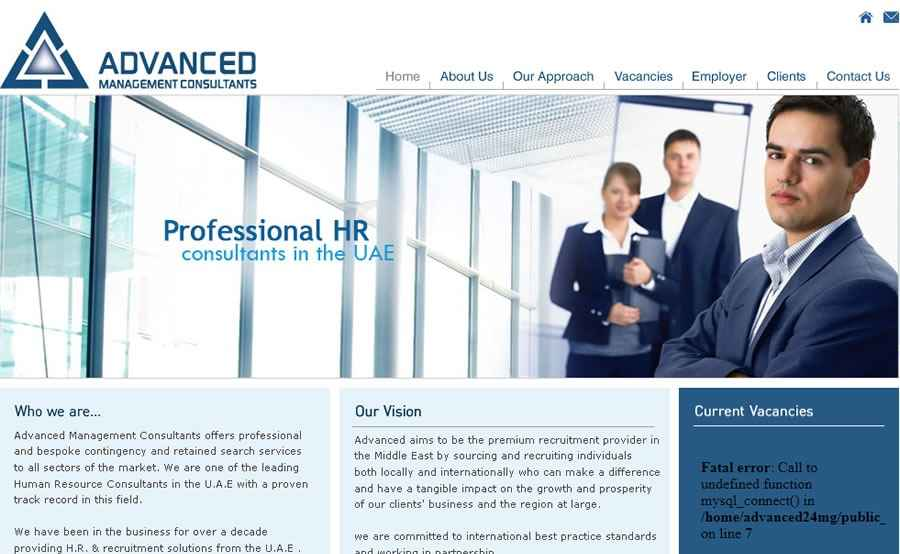 ADVANCED
MANAGEMENT CONSULTANTS
Home
About Us
Our Approach
Vacancies
Employer
Clients
Contact Us
Professional HR
consultants in the UAE
Who we are...
Advanced Management Consultants offers professional
and bespoke contingency and retained search services
to all sectors of the market. We are one of the leading
Human Resource Consultants in the U.A.E with a proven
track record in this field.
We have been in the business for over a decade
providing H.R. & recruitment solutions from the U.A.E .
Our Vision
Advanced aims to be the premium recruitment provider in
the Middle East by sourcing and recruiting individuals
both locally and internationally who can make a difference
and have a tangible impact on the growth and prosperity
of our clients' business and the region at large.
we are committed to international best practice standards
and working in partnership
Current Vacancies
Fatal error: Call to
undefined function
mysql_connect() in
/home/advanced24mg/public_
on line 7